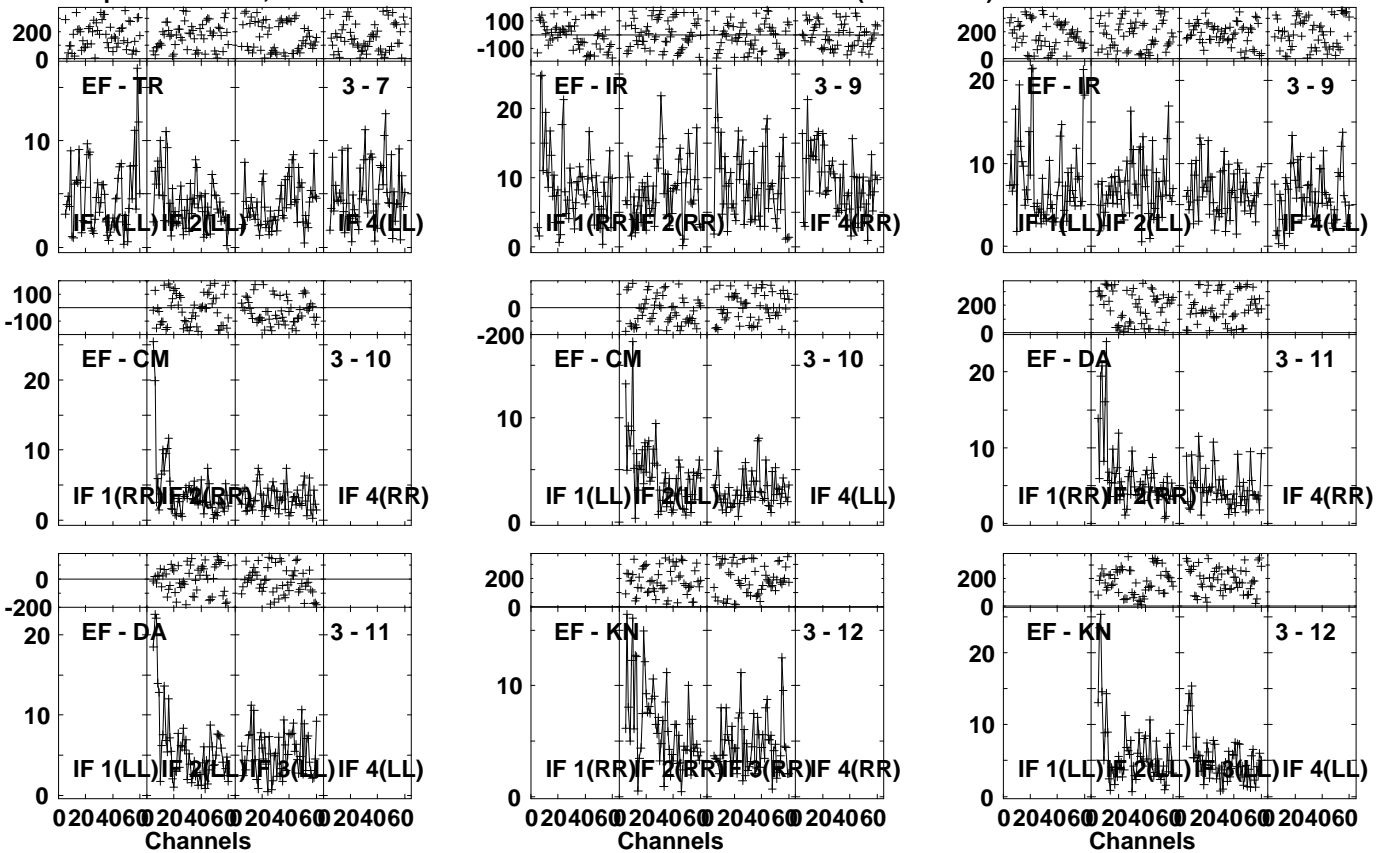 200
0
100
-100
200
0
EF - TR 3 - 7
EF - IR 3 - 9
EF - IR 3 - 9
10
0
20
10
0
20
10
0
IF 1(LL) IF 2(LL) IF 4(LL)
IF 1(RR) IF 2(RR) IF 4(RR)
IF 1(LL) IF 2(LL) IF 4(LL)
100
-100
0
-200
200
0
EF - CM 3 - 10
EF - CM 3 - 10
EF - DA 3 - 11
20
10
0
10
0
20
10
0
IF 1(RR) IF 2(RR) IF 4(RR)
IF 1(LL) IF 2(LL) IF 4(LL)
IF 1(RR) IF 2(RR) IF 4(RR)
0
-200
200
0
200
0
EF - DA 3 - 11
EF - KN 3 - 12
EF - KN 3 - 12
20
10
0
10
0
20
10
0
IF 1(LL) IF 2(LL) IF 3(LL) IF 4(LL)
IF 1(RR) IF 2(RR) IF 3(RR) IF 4(RR)
IF 1(LL) IF 2(LL) IF 3(LL) IF 4(LL)
0 20 40 60 0 20 40 60 0 20 40 60 0 20 40 60
0 20 40 60 0 20 40 60 0 20 40 60 0 20 40 60
0 20 40 60 0 20 40 60 0 20 40 60 0 20 40 60
Channels
Channels
Channels